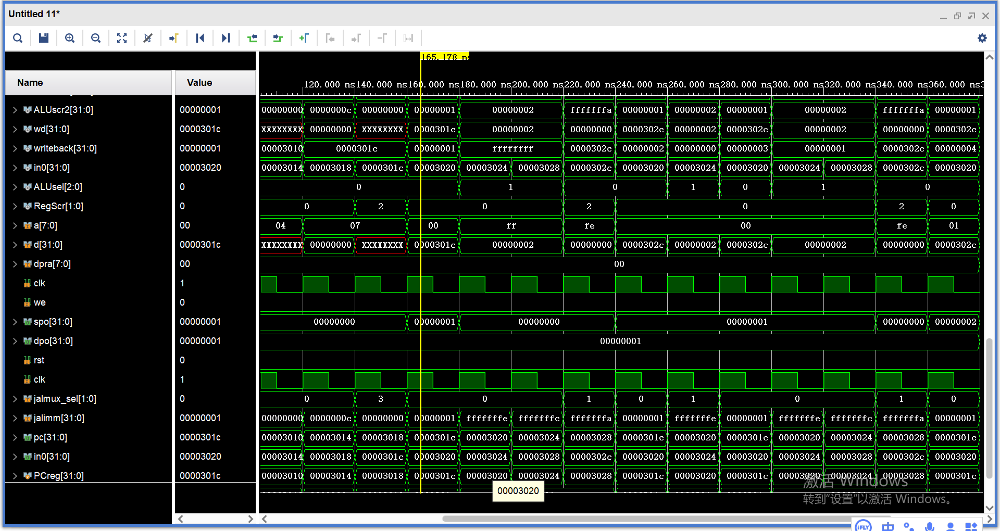 Untitled 11*
165.178 ns
Name Value
120.000 ns 140.000 ns 160.000 ns 180.000 ns 200.000 ns 220.000 ns 240.000 ns 260.000 ns 280.000 ns 300.000 ns 320.000 ns 340.000 ns 360.000 ns
ALUscr2[31:0] 00000001 00000000 0000000c 00000000 00000001 00000002 fffffffa 00000001 00000002 00000001 00000002 fffffffa 00000001
wd[31:0] 0000301c XXXXXXXX 00000000 XXXXXXXX 0000301c 00000002 00000000 0000302c 00000002 0000302c 00000002 00000000 0000302c
writeback[31:0] 00000001 00003010 0000301c 00000001 ffffffff 0000302c 00000002 00000000 00000003 00000001 0000302c 00000004
in0[31:0] 00003020 00003014 00003018 0000301c 00003020 00003024 00003028 0000302c 00003020 00003024 00003020 00003024 00003028 0000302c 00003020
ALUsel[2:0] 0 0 1 0 1 0 1 0
RegScr[1:0] 0 0 2 0 2 0 2 0
a[7:0] 00 04 07 00 ff fe 00 fe 01
d[31:0] 0000301c XXXXXXXX 00000000 XXXXXXXX 0000301c 00000002 00000000 0000302c 00000002 0000302c 00000002 00000000 0000302c
dpra[7:0] 00 00
clk 1
we 0
spo[31:0] 00000001 00000000 00000001 00000000 00000001 00000000 00000002
dpo[31:0] 00000001 00000001
rst 0
clk 1
jalmux_sel[1:0] 0 0 3 0 1 0 1 0 1 0
jalimm[31:0] 00000001 00000000 0000000c 00000000 00000001 fffffffe fffffffc fffffffa 00000001 fffffffe 00000001 fffffffe fffffffc fffffffa 00000001
pc[31:0] 0000301c 00003010 00003014 00003018 0000301c 00003020 00003024 00003028 0000301c 00003020 0000301c 00003020 00003024 00003028 0000301c
in0[31:0] 00003020 00003014 00003018 0000301c 00003020 00003024 00003028 0000302c 00003020 00003024 00003020 00003024 00003028 0000302c 00003020
PCreg[31:0] 0000301c 00003010 00003014 00003018 0000301c 00003020 00003024 00003028 0000301c 00003020 0000301c 00003020 00003024 00003028 0000301c
00003020
激活 Windows
转到"设置"以激活 Windows。
iFLY 中